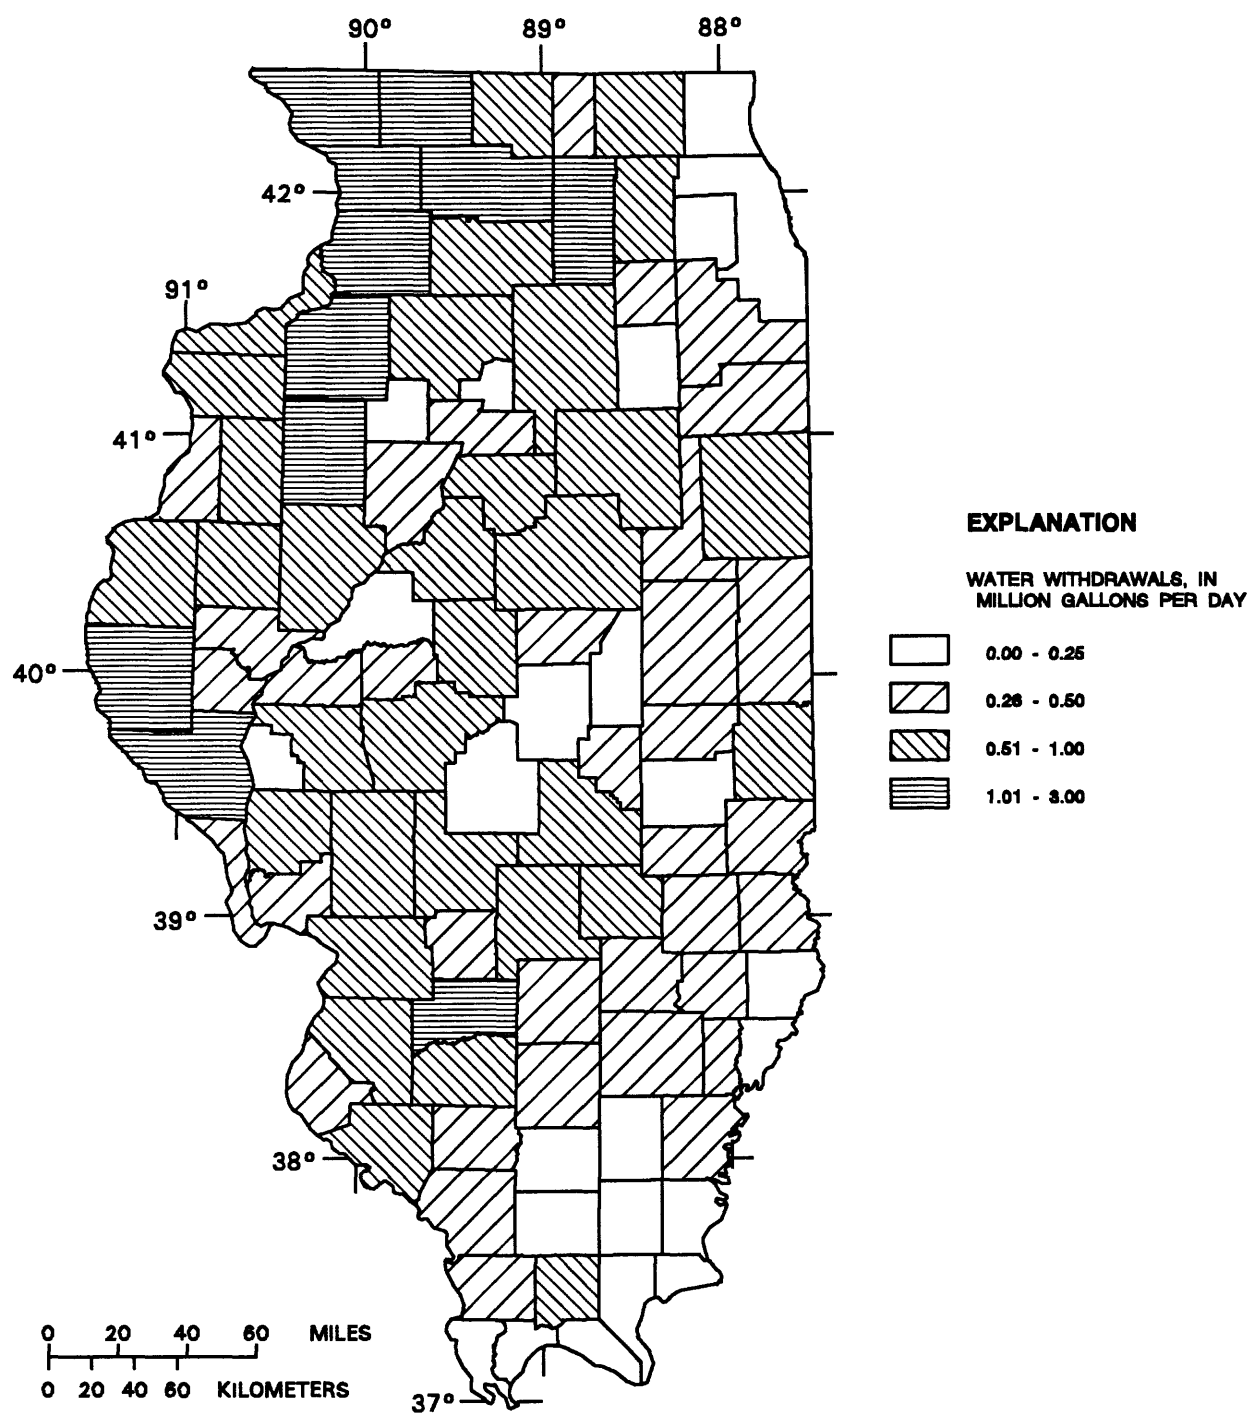 90° 89° 88°
42°
91°
41°
EXPLANATION
WATER WITHDRAWALS, IN
MILLION GALLONS PER DAY
0.00 - 0.25
40°
0.26 - 0.50
0.51 - 1.00
1.01 - 3.00
39°
38°
0 20 40 60 MILES
0 20 40 60 KILOMETERS
37°